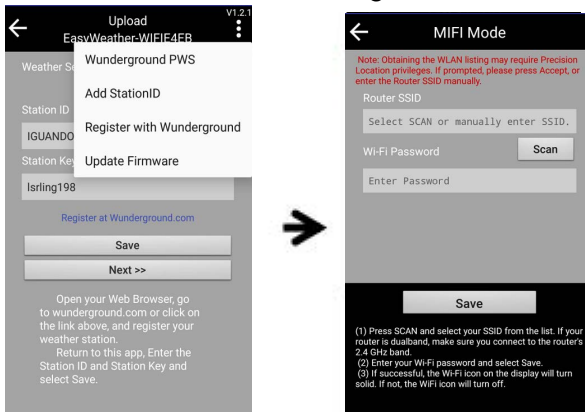 V1.2.1
Upload
EasyWeather-WIFIE4EB
Weather Se
Wunderground PWS
Add StationID
Register with Wunderground
Update Firmware
Station ID
IGUANDO
Station Key
lsrling198
Register at Wunderground.com
Save
Next >>
Open your Web Browser, go
to wunderground.com or click on
the link above, and register your
weather station.
Return to this app, Enter the
Station ID and Station Key and
select Save.
MIFI Mode
Note: Obtaining the WLAN listing may require Precision
Location privileges. If prompted, please press Accept, or
enter the Router SSID manually.
Router SSID
Select SCAN or manually enter SSID.
Wi-Fi Password
Scan
Enter Password
Save
(1) Press SCAN and select your SSID from the list. If your
router is dualband, make sure you connect to the router's
2.4 GHz band.
(2) Enter your Wi-Fi password and select Save.
(3) If successful, the Wi-Fi icon on the display will turn
solid. If not, the WiFi icon will turn off.